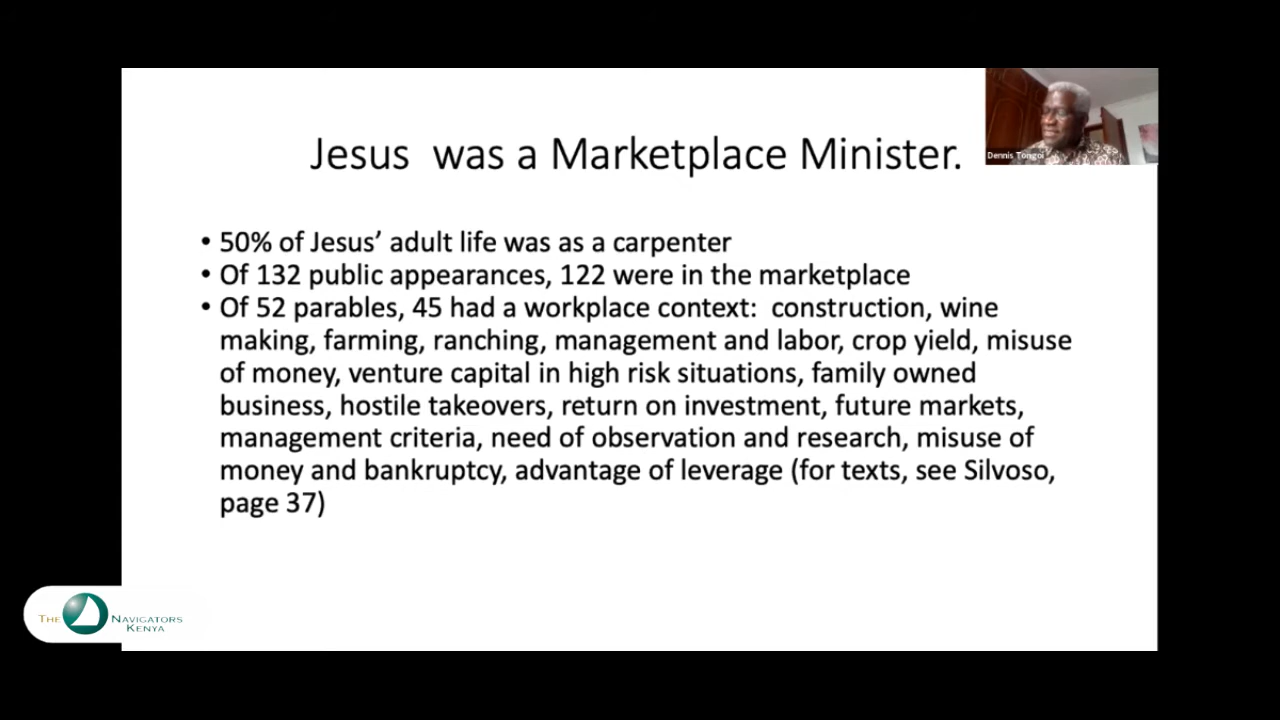 Jesus was a Marketplace Minister.
Dennis Tongoi
• 50% of Jesus’ adult life was as a carpenter
• Of 132 public appearances, 122 were in the marketplace
• Of 52 parables, 45 had a workplace context: construction, wine
making, farming, ranching, management and labor, crop yield, misuse
of money, venture capital in high risk situations, family owned
business, hostile takeovers, return on investment, future markets,
management criteria, need of observation and research, misuse of
money and bankruptcy, advantage of leverage (for texts, see Silvoso,
page 37)
THE NAVIGATORS
KENYA